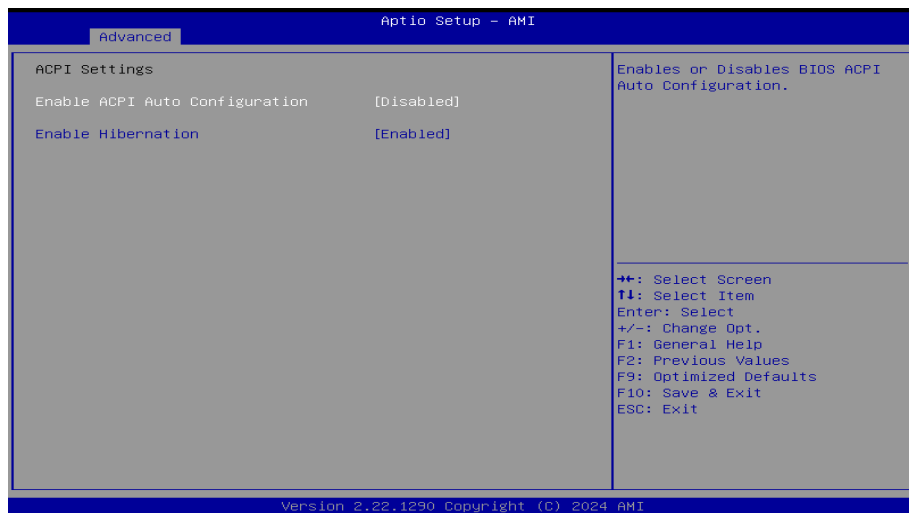 Aptio Setup – AMI
Advanced
ACPI Settings
Enable ACPI Auto Configuration [Disabled]
Enable Hibernation [Enabled]
Enables or Disables BIOS ACPI
Auto Configuration.
→←: Select Screen
↑↓: Select Item
Enter: Select
+/-: Change Opt.
F1: General Help
F2: Previous Values
F9: Optimized Defaults
F10: Save & Exit
ESC: Exit
Version 2.22.1290 Copyright (C) 2024 AMI